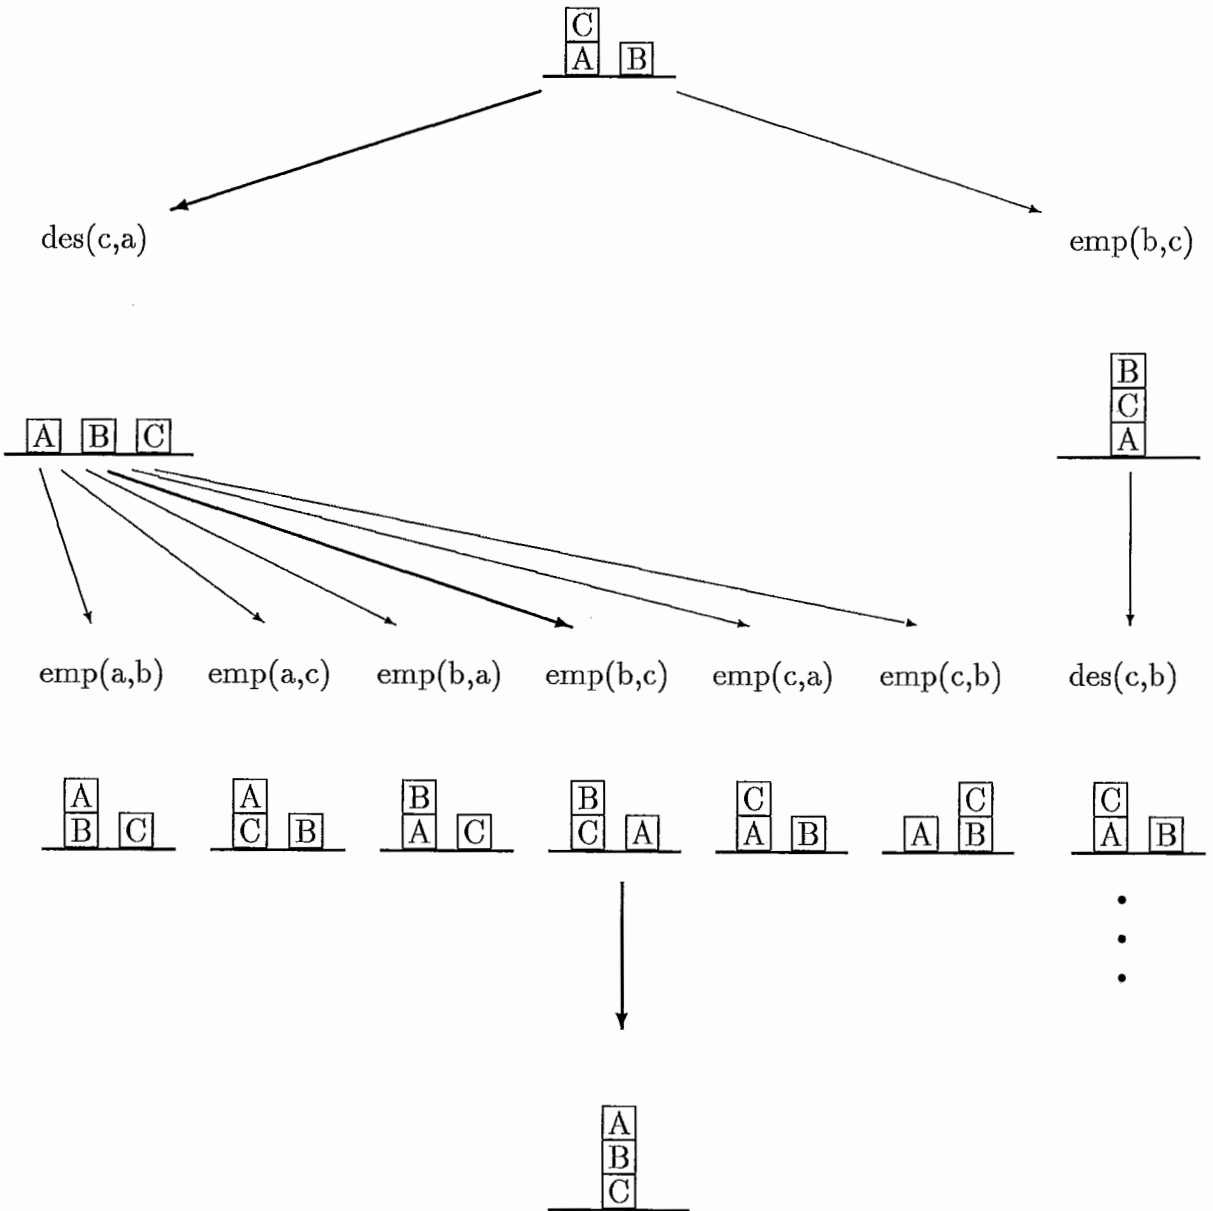 C
A B
des(c,a) emp(b,c)
B
C
A B C A
emp(a,b) emp(a,c) emp(b,a) emp(b,c) emp(c,a) emp(c,b) des(c,b)
A A B B C C C
B C C B A C C A A B A B A B
A
B
C